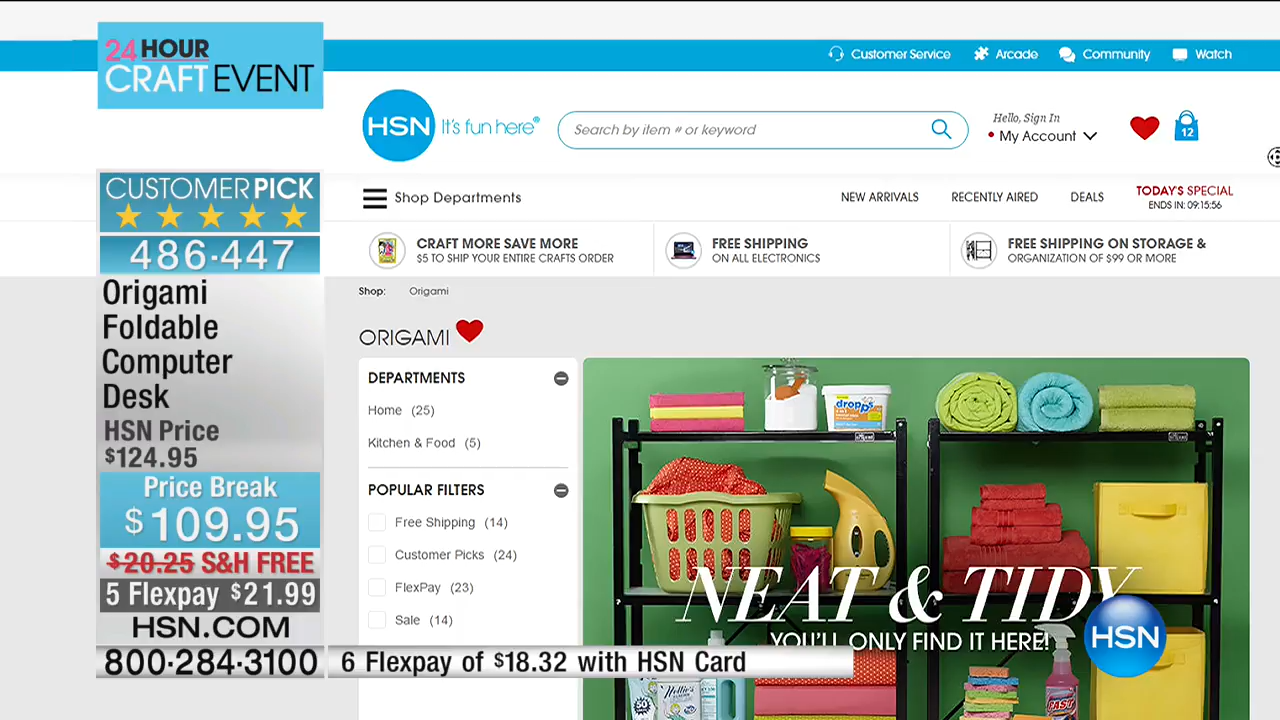 24 HOUR
CRAFT EVENT
CUSTOMER PICK
486-447
Origami
Foldable
Computer
Desk
HSN Price
$124.95
Price Break
$109.95
$20.25 S&H FREE
5 Flexpay $21.99
HSN.COM
800-284-3100
6 Flexpay of $18.32 with HSN Card
Customer Service
Arcade
Community
Watch
HSN It's fun here®
Search by item # or keyword
Hello, Sign In
My Account
12
Shop Departments
NEW ARRIVALS
RECENTLY AIRED
DEALS
TODAY'S SPECIAL
ENDS IN: 09:15:56
CRAFT MORE SAVE MORE
$5 TO SHIP YOUR ENTIRE CRAFTS ORDER
FREE SHIPPING
ON ALL ELECTRONICS
FREE SHIPPING ON STORAGE &
ORGANIZATION OF $99 OR MORE
Shop: Origami
ORIGAMI
DEPARTMENTS
Home (25)
Kitchen & Food (5)
POPULAR FILTERS
Free Shipping (14)
Customer Picks (24)
FlexPay (23)
Sale (14)
dropps
NEAT & TIDY
YOU'LL ONLY FIND IT HERE!
HSN